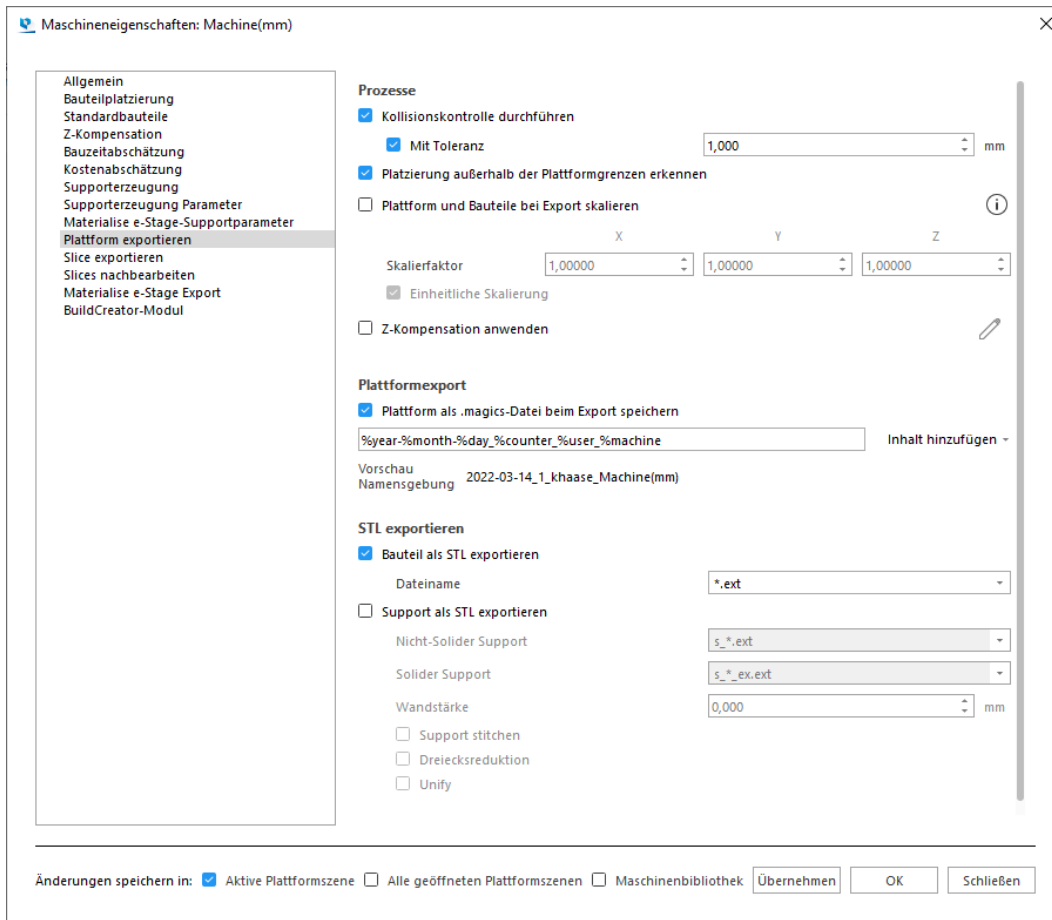 Maschineneigenschaften: Machine(mm)
Allgemein
Bauteilplatzierung
Standardbauteile
Z-Kompensation
Bauzeitabschätzung
Kostenabschätzung
Supporterzeugung
Supporterzeugung Parameter
Materialise e-Stage-Supportparameter
Plattform exportieren
Slice exportieren
Slices nachbearbeiten
Materialise e-Stage Export
BuildCreator-Modul
Prozesse
Kollisionskontrolle durchführen
Mit Toleranz 1,000 mm
Platzierung außerhalb der Plattformgrenzen erkennen
Plattform und Bauteile bei Export skalieren
X Y Z
Skalierfaktor 1,00000 1,00000 1,00000
Einheitliche Skalierung
Z-Kompensation anwenden
Plattformexport
Plattform als .magics-Datei beim Export speichern
%year-%month-%day_%counter_%user_%machine Inhalt hinzufügen
Vorschau
Namensgebung 2022-03-14_1_khaase_Machine(mm)
STL exportieren
Bauteil als STL exportieren
Dateiname *.ext
Support als STL exportieren
Nicht-Solider Support s_*.ext
Solider Support s_*_ex.ext
Wandstärke 0,000 mm
Support stitchen
Dreiecksreduktion
Unify
Änderungen speichern in: Aktive Plattformszene Alle geöffneten Plattformszenen Maschinenbibliothek Übernehmen OK Schließen